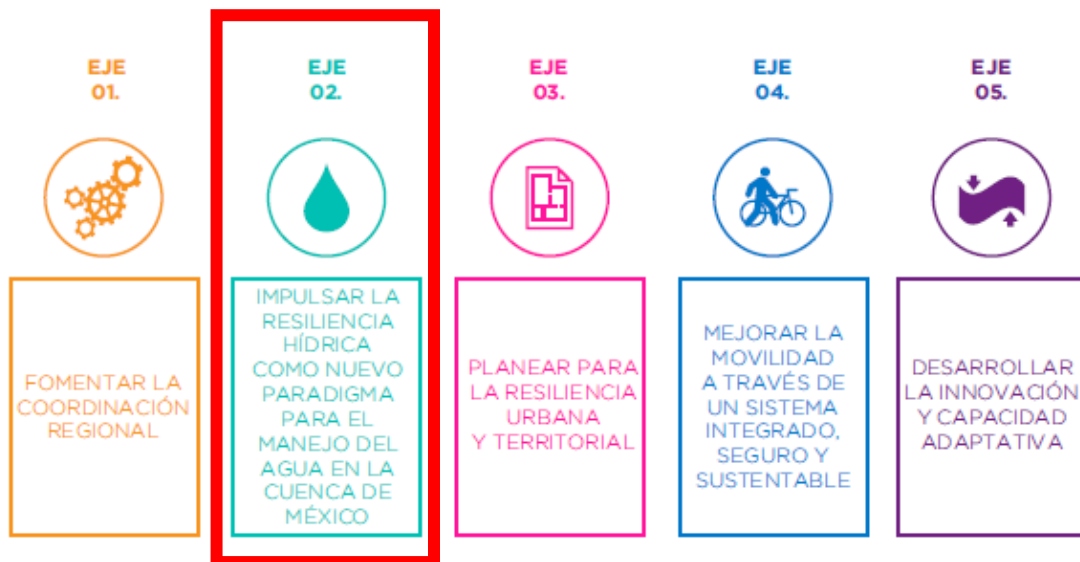 EJE
01.
EJE
02.
EJE
03.
EJE
04.
EJE
05.
FOMENTAR LA
COORDINACIÓN
REGIONAL
IMPULSAR LA
RESILIENCIA
HÍDRICA
COMO NUEVO
PARADIGMA
PARA EL
MANEJO DEL
AGUA EN LA
CUENCA DE
MÉXICO
PLANEAR PARA
LA RESILIENCIA
URBANA
Y TERRITORIAL
MEJORAR LA
MOVILIDAD
A TRAVÉS DE
UN SISTEMA
INTEGRADO,
SEGURO Y
SUSTENTABLE
DESARROLLAR
LA INNOVACIÓN
Y CAPACIDAD
ADAPTATIVA